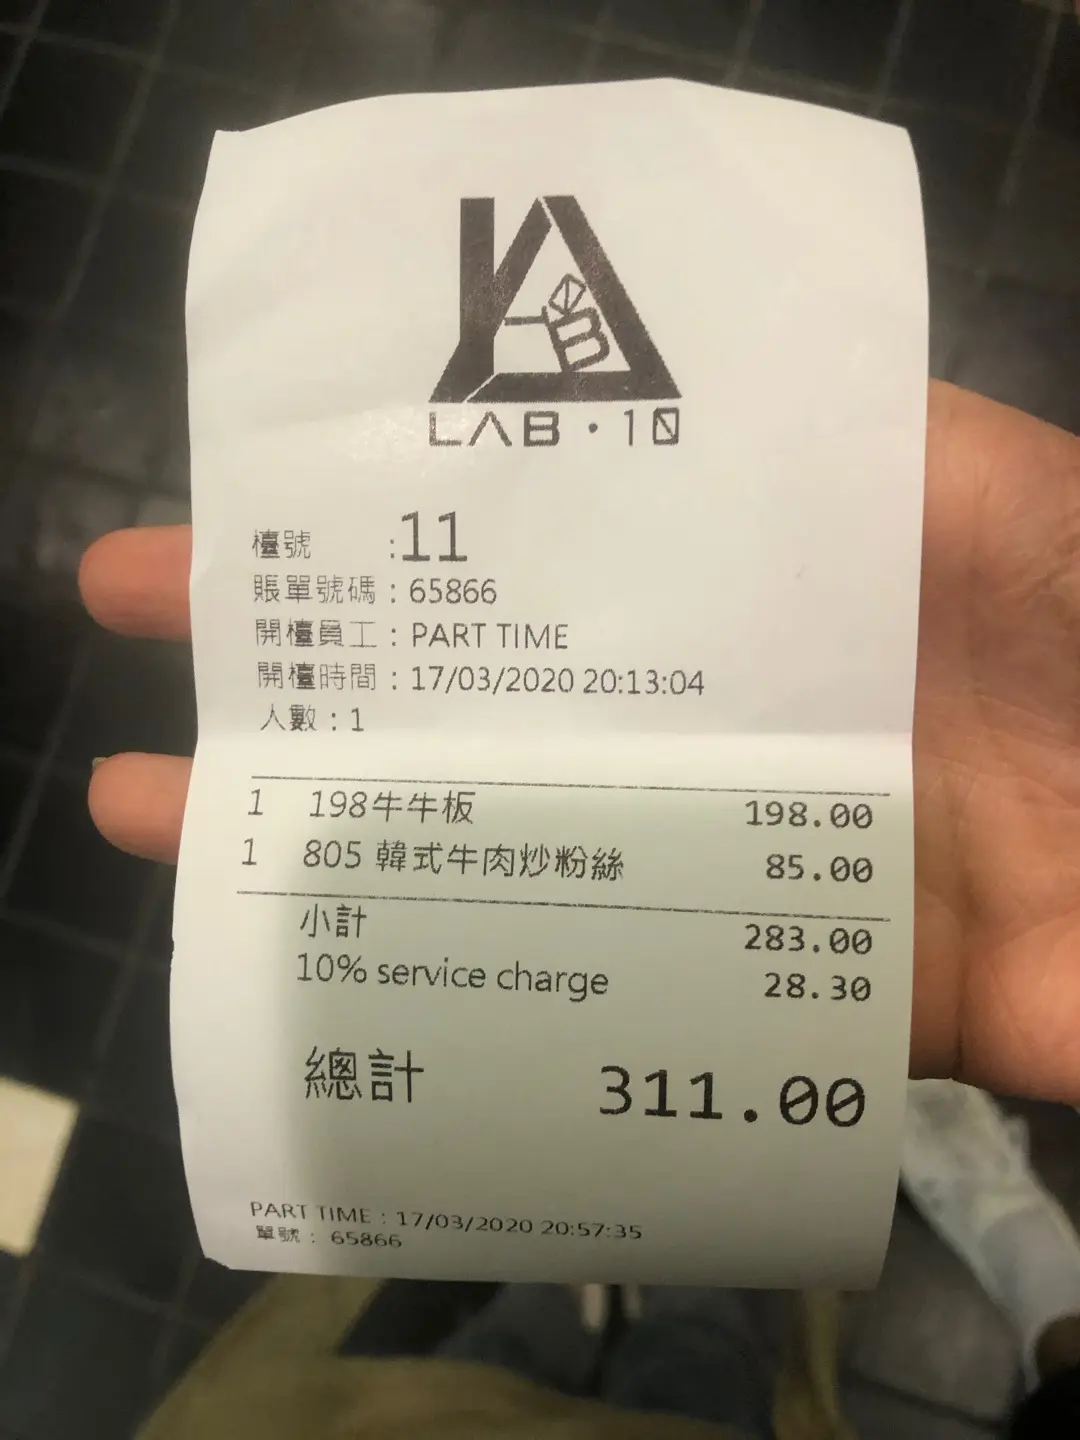 LAB·10
檯號 :11
賬單號碼 : 65866
開檯員工 : PART TIME
開檯時間 : 17/03/2020 20:13:04
人數 : 1
1 198牛牛板 198.00
1 805 韓式牛肉炒粉絲 85.00
小計 283.00
10% service charge 28.30
總計 311.00
PART TIME : 17/03/2020 20:57:35
單號 : 65866